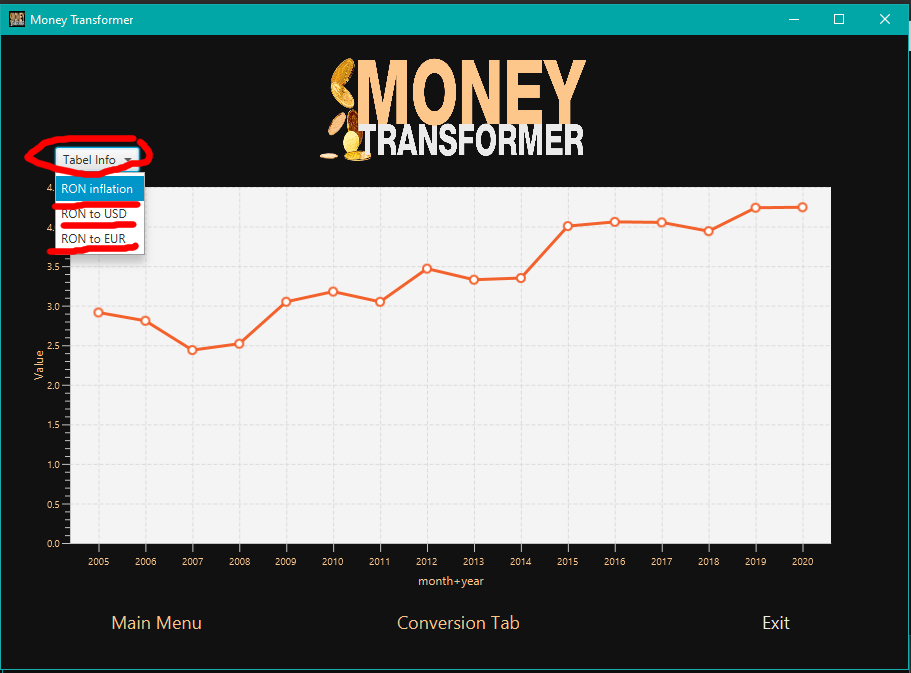 Money Transformer
MONEY
TRANSFORMER
Tabel Info
RON inflation
RON to USD
RON to EUR
4.
4.
3.5
3.0
2.5
2.0
1.5
1.0
0.5
0.0
Value
2005 2006 2007 2008 2009 2010 2011 2012 2013 2014 2015 2016 2017 2018 2019 2020
month+year
Main Menu Conversion Tab Exit